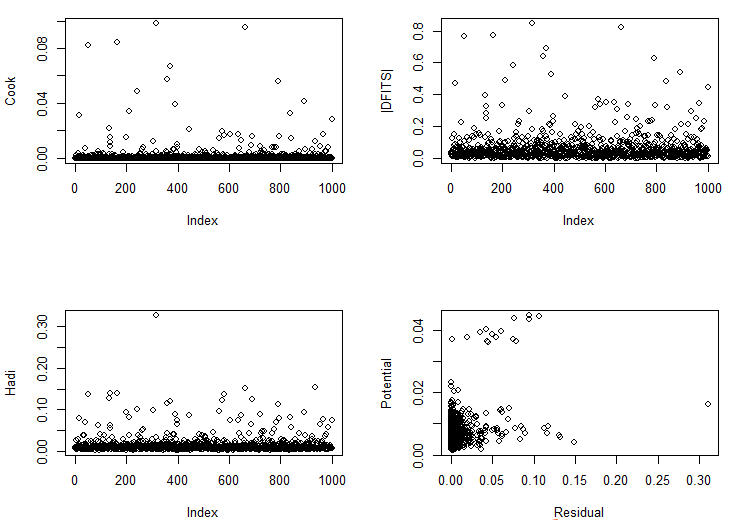 Cook
0.00 0.04 0.08
0 200 400 600 800 1000
Index
|DFITS|
0.0 0.2 0.4 0.6 0.8
0 200 400 600 800 1000
Index
Hadi
0.00 0.10 0.20 0.30
0 200 400 600 800 1000
Index
Potential
0.00 0.02 0.04
0.00 0.05 0.10 0.15 0.20 0.25 0.30
Residual